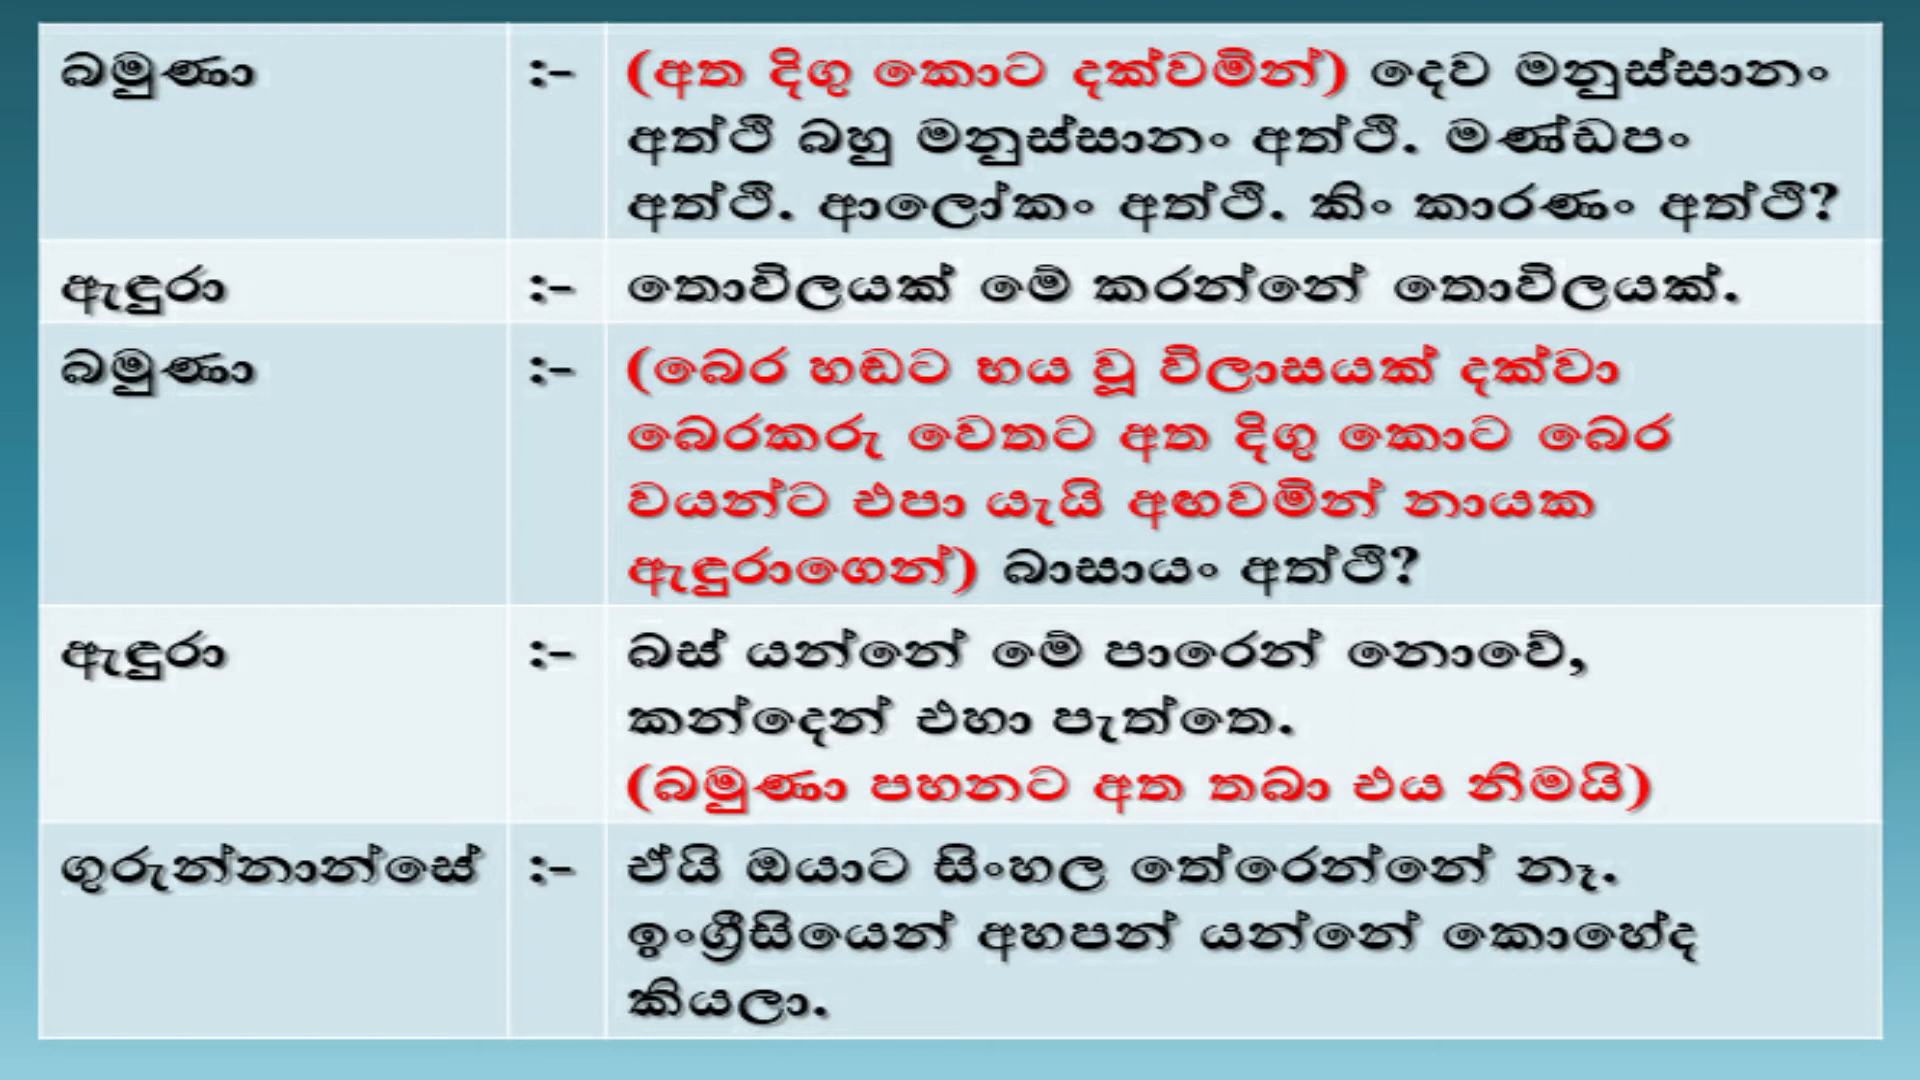 බමුණා :- (අත දිගු කොට දක්වමින්) දෙව මනුස්සානං
අත්ථි බහු මනුස්සානං අත්ථි. මණ්ඩපං
අත්ථි. ආලෝකං අත්ථි. කිං කාරණං අත්ථි?
ඇඳුරා :- තොවිලයක් මේ කරන්නේ තොවිලයක්.
බමුණා :- (බෙර හඬට භය වූ විලාසයක් දක්වා
බෙරකරු වෙතට අත දිගු කොට බෙර
වයන්ට එපා යැයි අඟවමින් නායක
ඇඳුරාගෙන්) බාසායං අත්ථි?
ඇඳුරා :- බස් යන්නේ මේ පාරෙන් නොවේ,
කන්දෙන් එහා පැත්තෙ.
(බමුණා පහනට අත තබා එය නිමයි)
ගුරුන්නාන්සේ :- ඒයි ඔයාට සිංහල තේරෙන්නේ නෑ.
ඉංග්‍රීසියෙන් අහපන් යන්නේ කොහේද
කියලා.